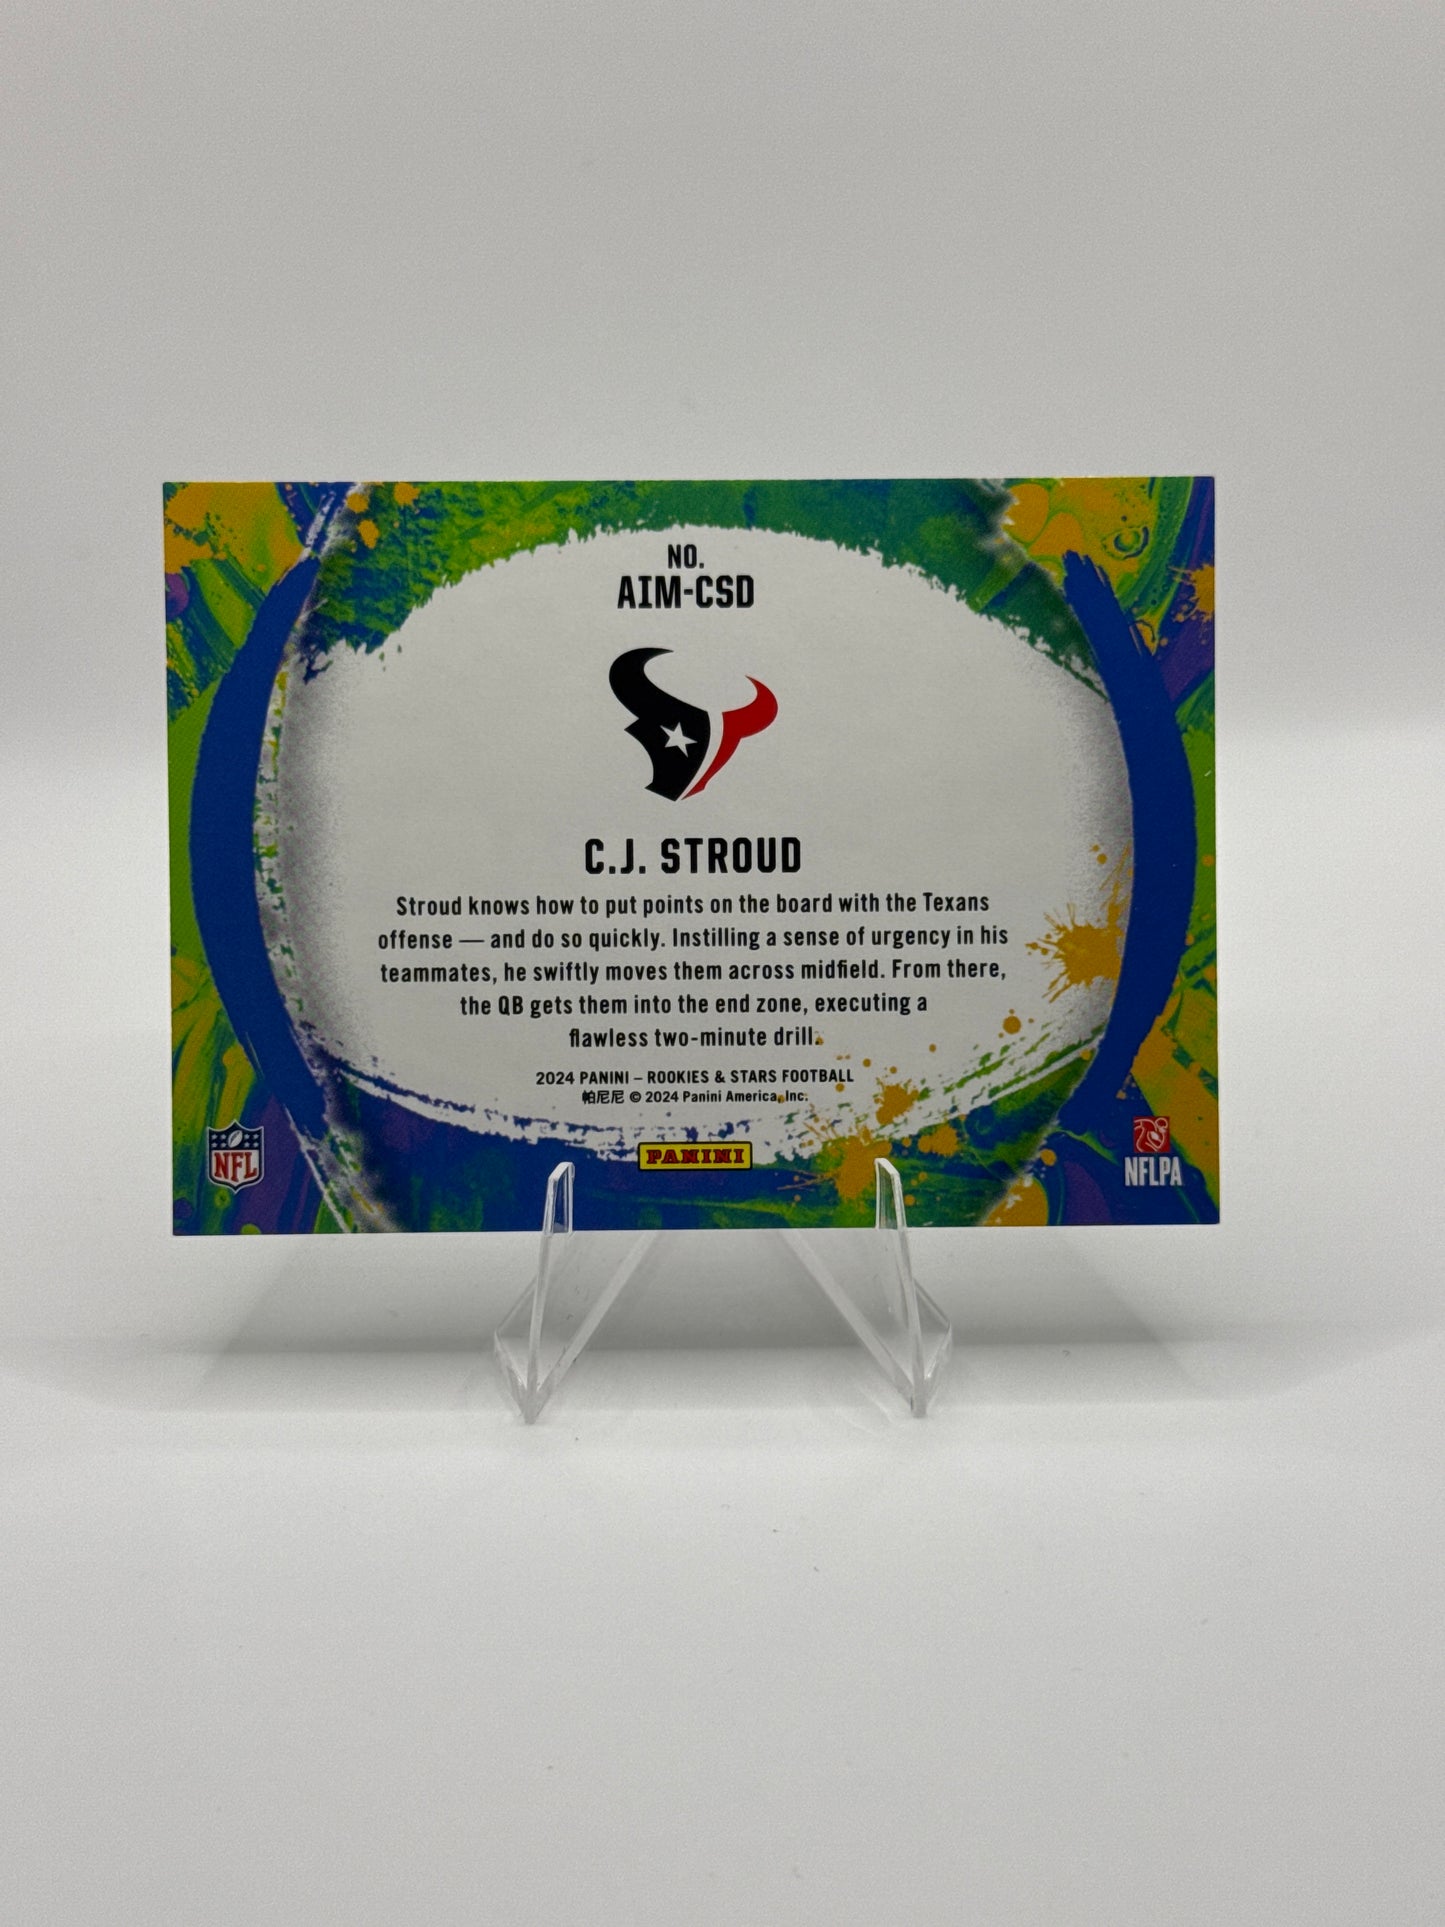 NO.
AIM-CSD
C.J. STROUD
Stroud knows how to put points on the board with the Texans
offense — and do so quickly. Instilling a sense of urgency in his
teammates, he swiftly moves them across midfield. From there,
the QB gets them into the end zone, executing a
flawless two-minute drill.
2024 PANINI – ROOKIES & STARS FOOTBALL
帕尼尼 © 2024 Panini America, Inc.
NFL
PANINI
NFLPA